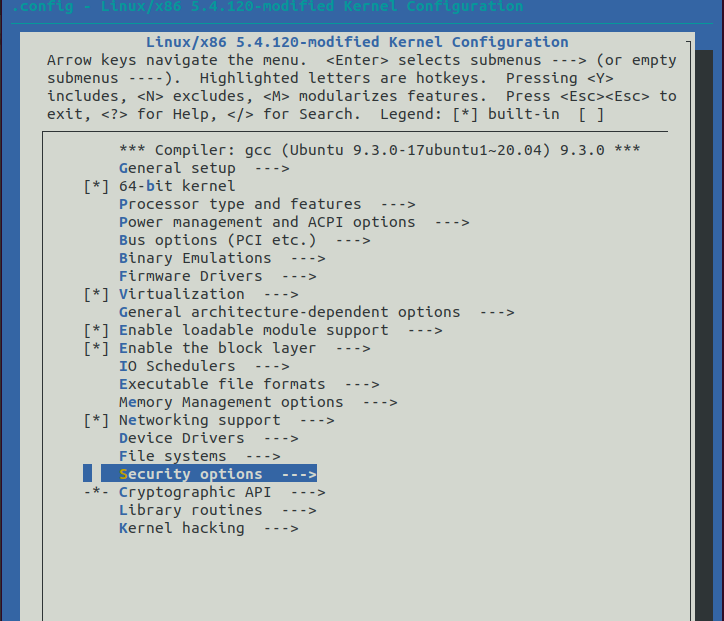 .config - Linux/x86 5.4.120-modified Kernel Configuration
Linux/x86 5.4.120-modified Kernel Configuration
Arrow keys navigate the menu.  <Enter> selects submenus ---> (or empty
submenus ----).  Highlighted letters are hotkeys.  Pressing <Y>
includes, <N> excludes, <M> modularizes features.  Press <Esc><Esc> to
exit, <?> for Help, </> for Search.  Legend: [*] built-in  [ ]
*** Compiler: gcc (Ubuntu 9.3.0-17ubuntu1~20.04) 9.3.0 ***
General setup  --->
[*] 64-bit kernel
Processor type and features  --->
Power management and ACPI options  --->
Bus options (PCI etc.)  --->
Binary Emulations  --->
Firmware Drivers  --->
[*] Virtualization  --->
General architecture-dependent options  --->
[*] Enable loadable module support  --->
[*] Enable the block layer  --->
IO Schedulers  --->
Executable file formats  --->
Memory Management options  --->
[*] Networking support  --->
Device Drivers  --->
File systems  --->
Security options  --->
-*- Cryptographic API  --->
Library routines  --->
Kernel hacking  --->